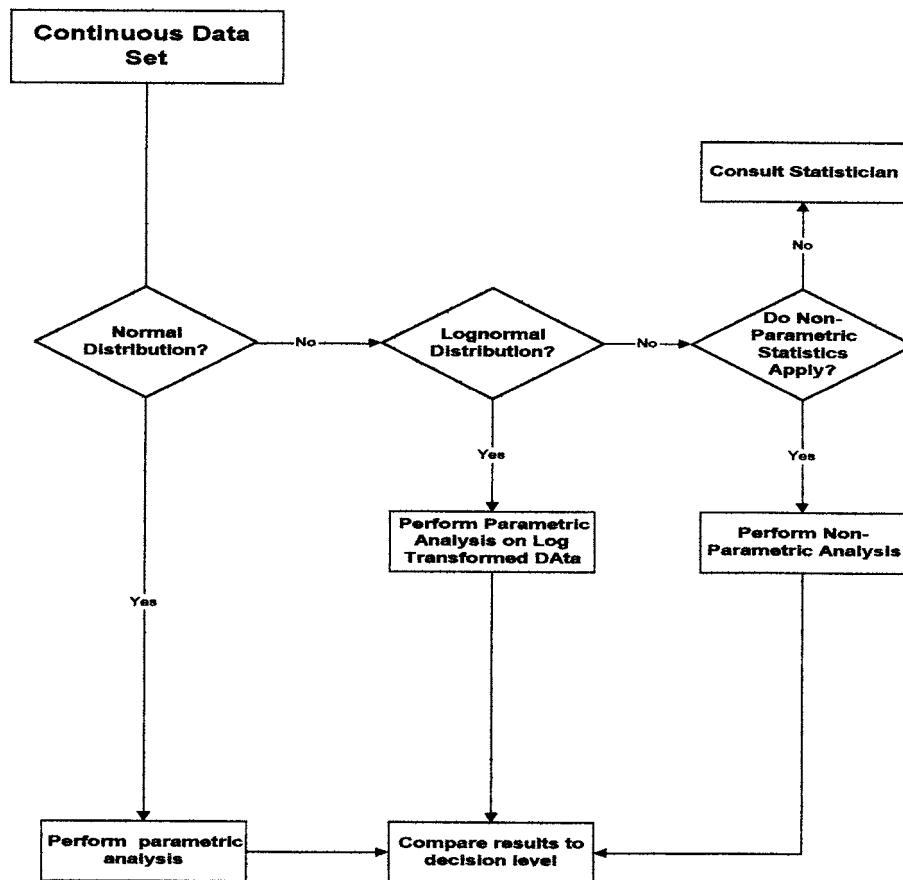 Continuous Data
Set
Consult Statistician
No
Normal
Distribution?
No
Lognormal
Distribution?
No
Do Non-
Parametric
Statistics
Apply?
Yes
Yes
Perform Parametric
Analysis on Log
Transformed DAta
Perform Non-
Parametric Analysis
Yes
Perform parametric
analysis
Compare results to
decision level